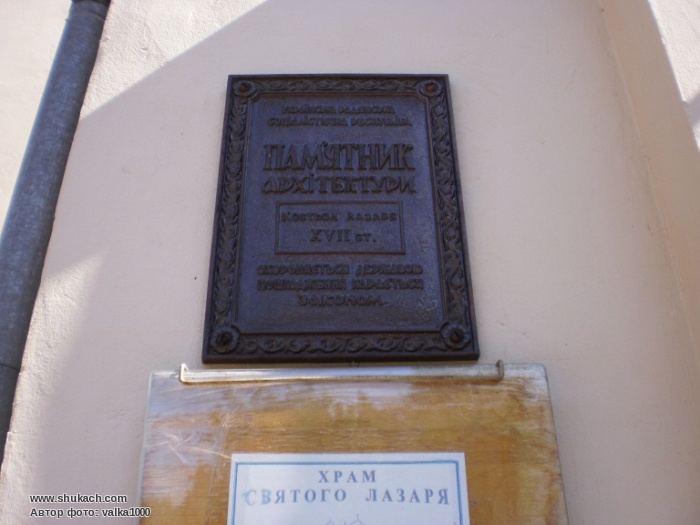 УКРАЇНСЬКА РАДЯНСЬКА
СОЦІАЛІСТИЧНА РЕСПУБЛІКА
ПАМ'ЯТНИК
АРХІТЕКТУРИ
КОСТЬОЛ ЛАЗАРЯ
XVII СТ.
ОХОРОНЯЄТЬСЯ ДЕРЖАВОЮ
ПОШКОДЖЕННЯ КАРАЄТЬСЯ
ЗАКОНОМ
ХРАМ
СВЯТОГО ЛАЗАРЯ
www.shukach.com
Автор фото: valka1000